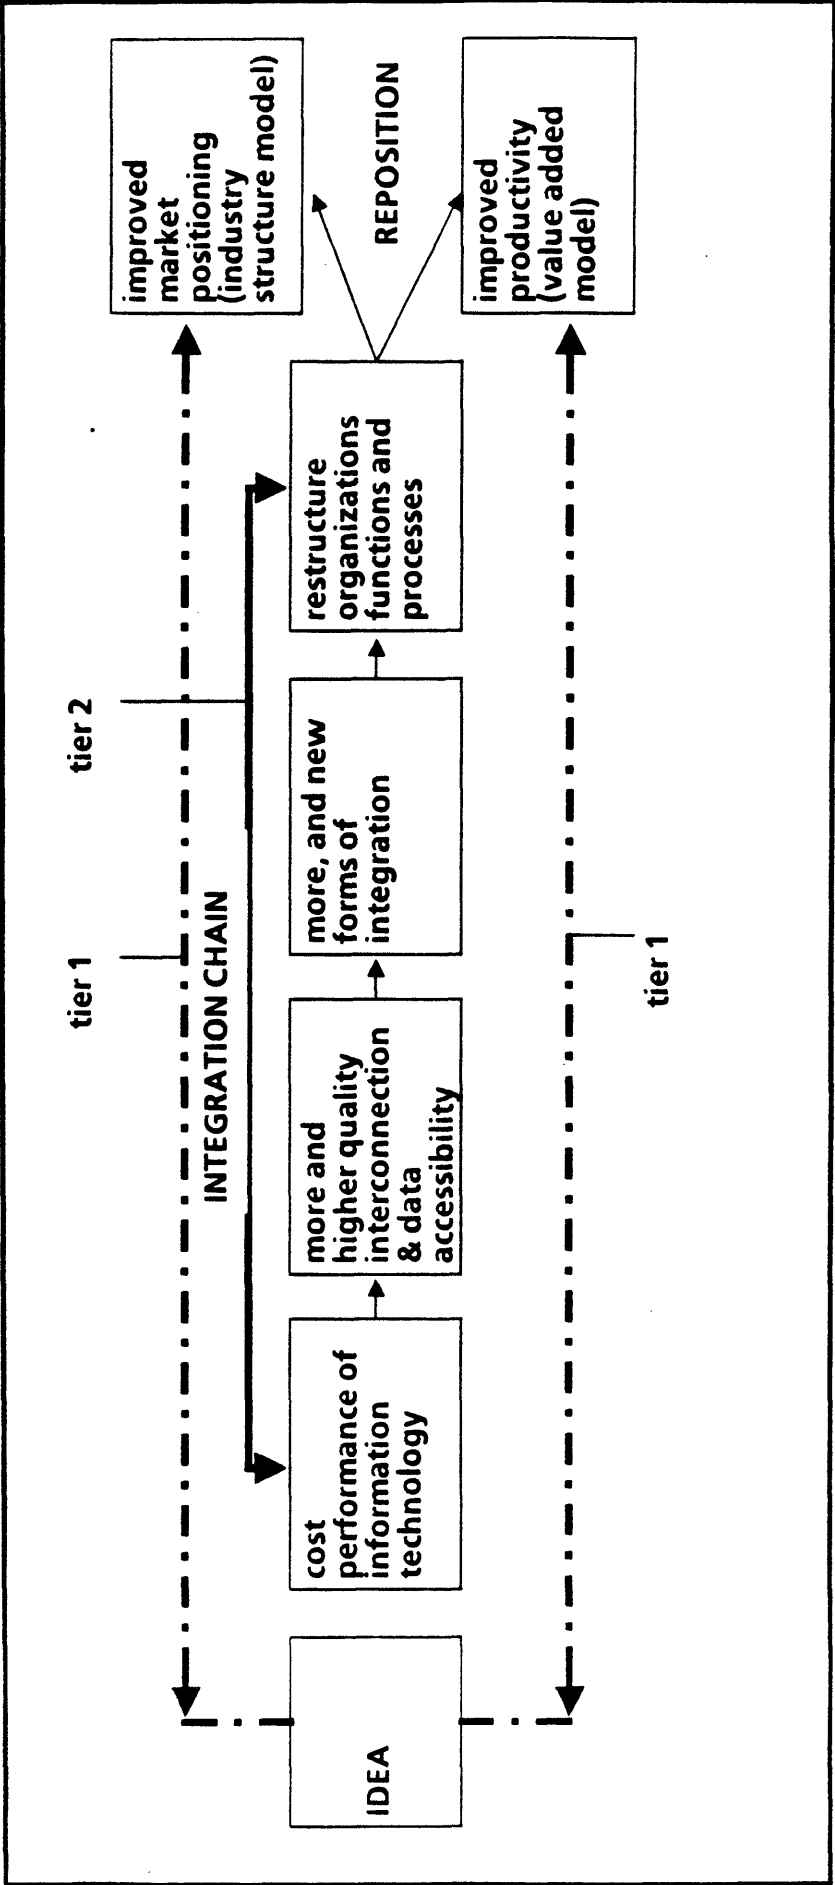 tier 1
tier 2
INTEGRATION CHAIN
IDEA
cost
performance of
information
technology
more and
higher quality
interconnection
& data
accessibility
more, and new
forms of
integration
restructure
organizations
functions and
processes
improved
market
positioning
(industry
structure model)
REPOSITION
improved
productivity
(value added
model)
tier 1